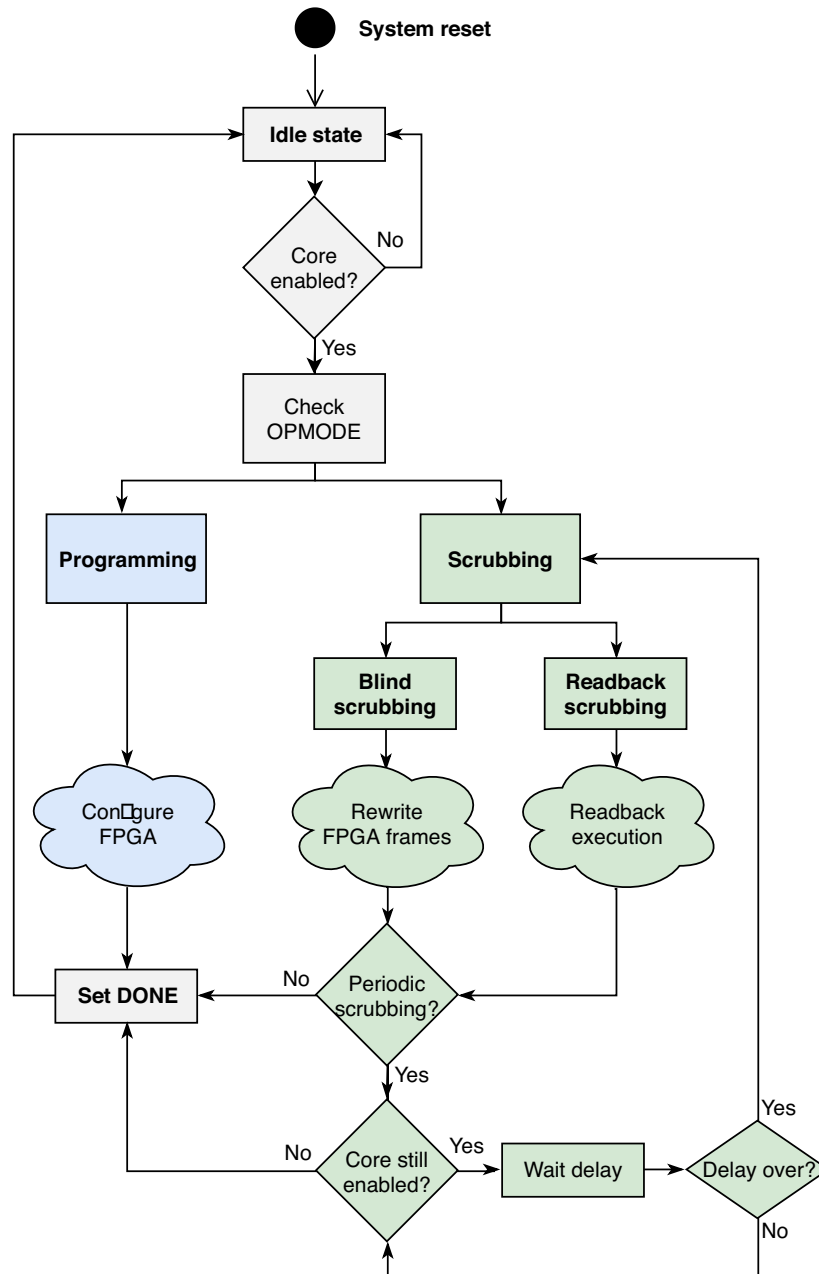 System reset
Idle state
No
Core
enabled?
Yes
Check
OPMODE
Programming
Scrubbing
Blind
scrubbing
Readback
scrubbing
Con□gure
FPGA
Rewrite
FPGA frames
Readback
execution
Set DONE
No
Periodic
scrubbing?
Yes
No
Core still
enabled?
Yes
Wait delay
Delay over?
Yes
No